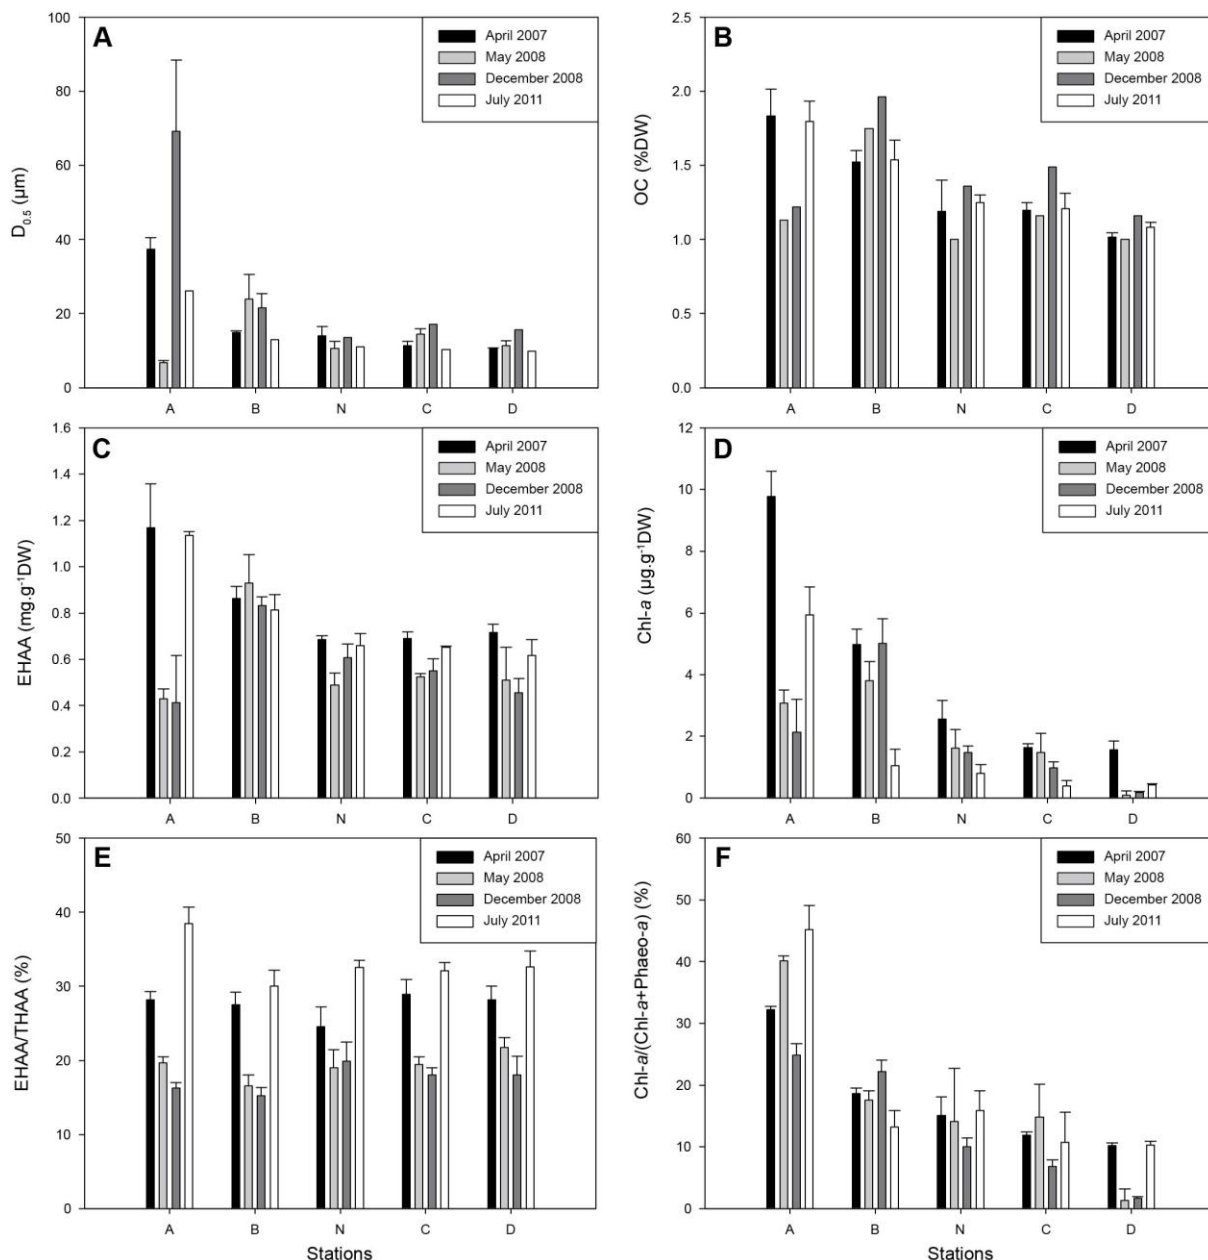 A
D0.5 (µm)
100
80
60
40
20
0
April 2007
May 2008
December 2008
July 2011
A B N C D
B
OC (%DW)
2.5
2.0
1.5
1.0
0.5
0.0
April 2007
May 2008
December 2008
July 2011
A B N C D
C
EHAA (mg.g-1DW)
1.6
1.4
1.2
1.0
0.8
0.6
0.4
0.2
0.0
April 2007
May 2008
December 2008
July 2011
A B N C D
D
Chl-a (µg.g-1DW)
12
10
8
6
4
2
0
April 2007
May 2008
December 2008
July 2011
A B N C D
E
EHAA/THAA (%)
50
40
30
20
10
0
April 2007
May 2008
December 2008
July 2011
A B N C D
Stations
F
Chl-a/(Chl-a+Phaeo-a) (%)
60
50
40
30
20
10
0
April 2007
May 2008
December 2008
July 2011
A B N C D
Stations